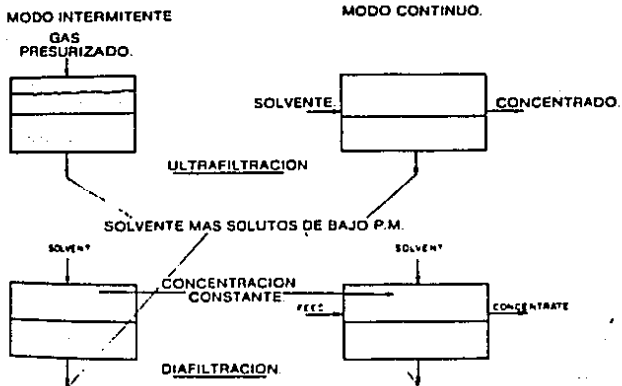 MODO INTERMITENTE
MODO CONTINUO.
GAS
PRESURIZADO.
SOLVENTE.
CONCENTRADO.
ULTRAFILTRACION
SOLVENTE MAS SOLUTOS DE BAJO P.M.
SOLVENT
SOLVENT
CONCENTRACION
CONSTANTE.
FEED
CONCENTRATE
DIAFILTRACION.